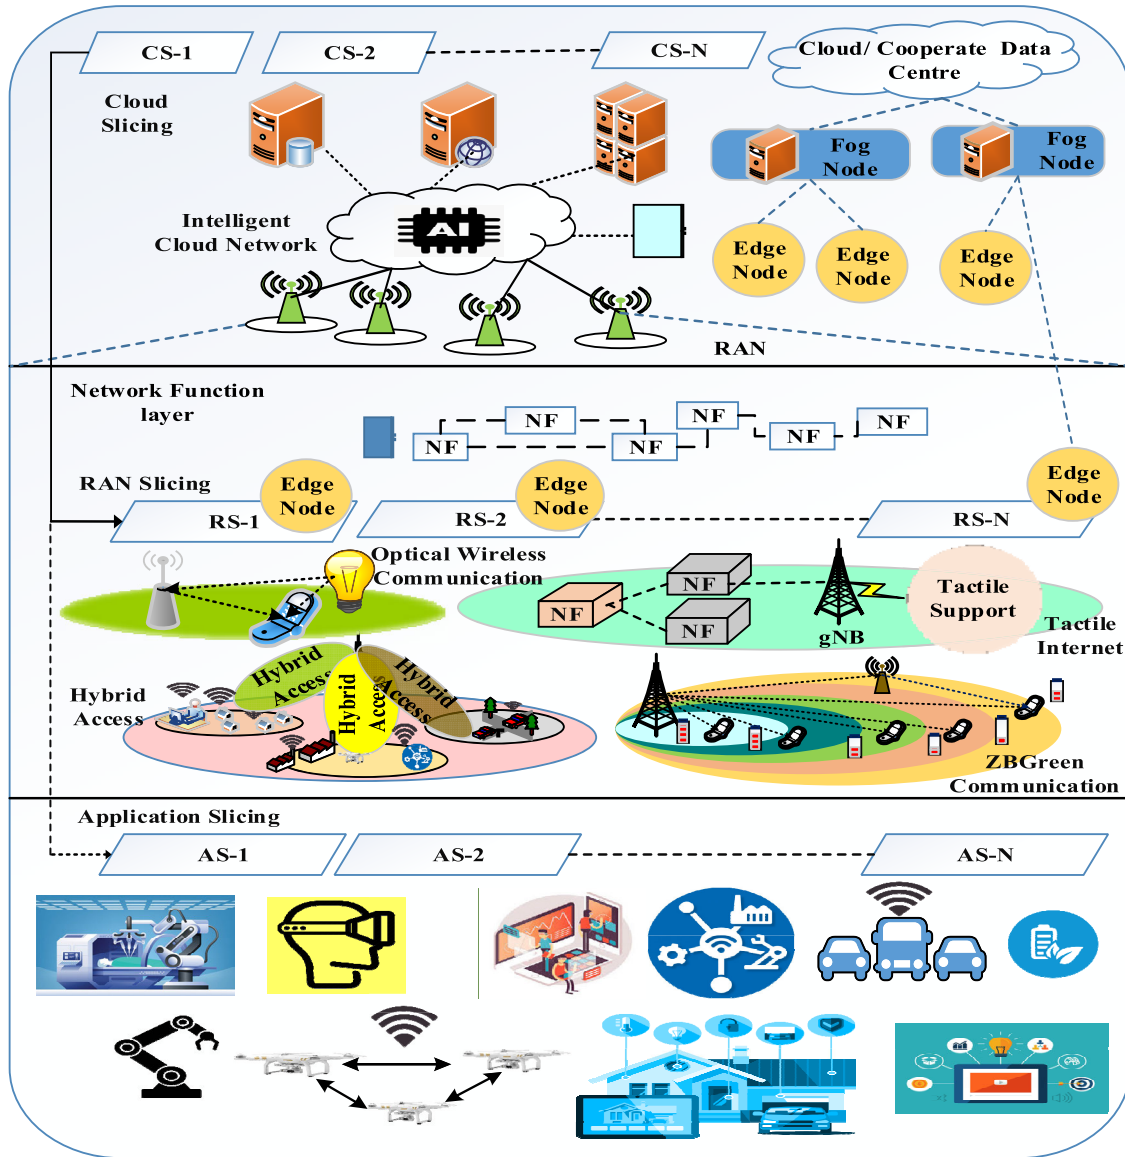 CS-1
CS-2
CS-N
Cloud/ Cooperate Data
Centre
Cloud
Slicing
Fog
Node
Fog
Node
Intelligent
Cloud Network
AI
Edge
Node
Edge
Node
Edge
Node
RAN
Network Function
layer
NF
NF
NF
NF
NF
NF
RAN Slicing
Edge
Node
Edge
Node
Edge
Node
RS-1
RS-2
RS-N
Optical Wireless
Communication
NF
NF
NF
gNB
Tactile
Support
Tactile
Internet
Hybrid
Access
Hybrid
Access
Hybrid
Access
Hybrid
Access
ZBGreen
Communication
Application Slicing
AS-1
AS-2
AS-N